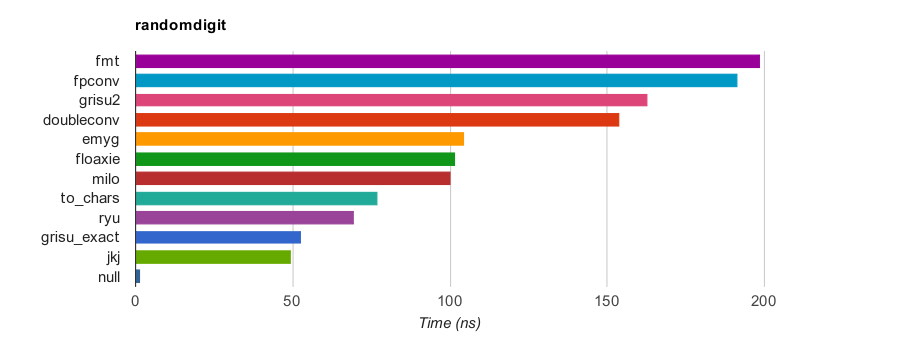 randomdigit
fmt
fpconv
grisu2
doubleconv
emyg
floaxie
milo
to_chars
ryu
grisu_exact
jkj
null
0 50 100 150 200
Time (ns)